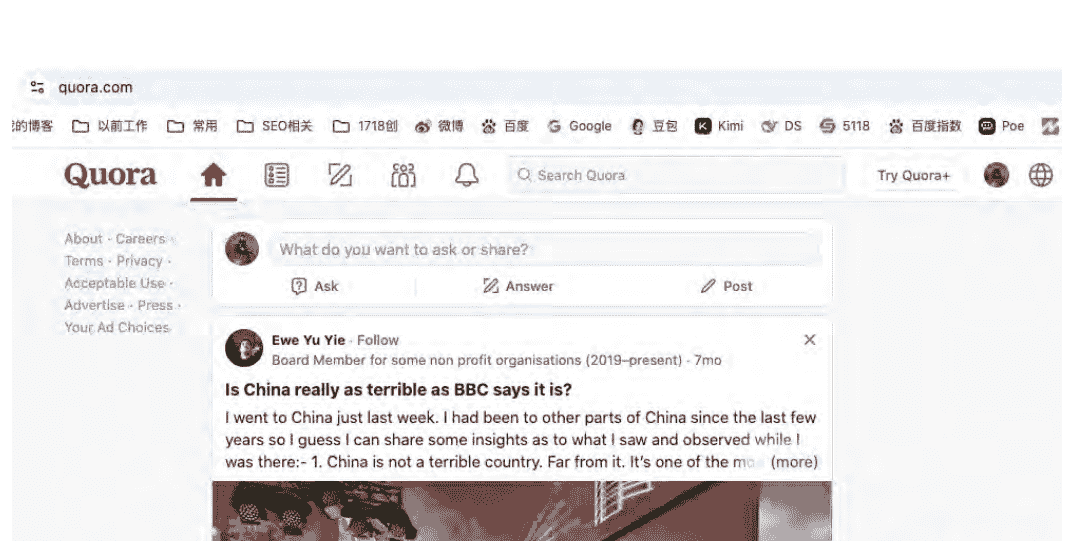 quora.com
的博客 以前工作 常用 SEO相关 1718创 微博 百度 Google 豆包 Kimi DS 5118 百度指数 Poe
Quora Search Quora Try Quora+
About · Careers ·
Terms · Privacy ·
Acceptable Use ·
Advertise · Press ·
Your Ad Choices
What do you want to ask or share?
Ask Answer Post
Ewe Yu Yie · Follow
Board Member for some non profit organisations (2019–present) · 7mo
Is China really as terrible as BBC says it is?
I went to China just last week. I had been to other parts of China since the last few
years so I guess I can share some insights as to what I saw and observed while I
was there:- 1. China is not a terrible country. Far from it. It's one of the (more)